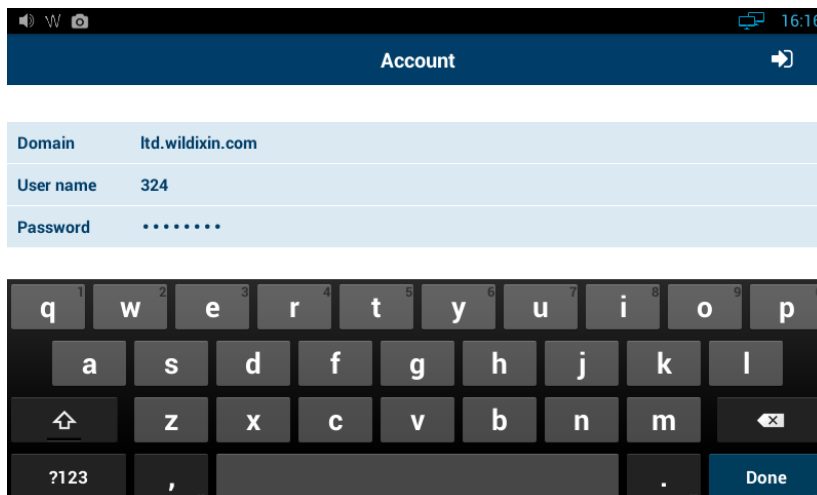 16:16
Account
Domain ltd.wildixin.com
User name 324
Password ••••••••
1 2 3 4 5 6 7 8 9
q w e r t y u i o p
a s d f g h j k l
z x c v b n m
?123 , . Done